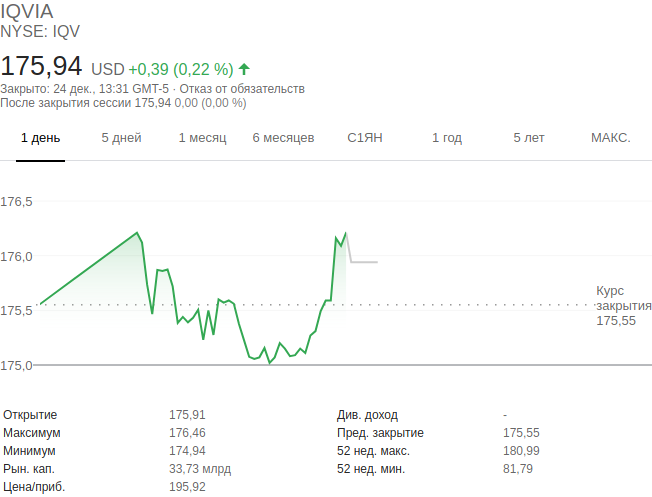 IQVIA
NYSE: IQV
175,94 USD +0,39 (0,22 %)
Закрыто: 24 дек., 13:31 GMT-5 · Отказ от обязательств
После закрытия сессии 175,94 0,00 (0,00 %)
1 день 5 дней 1 месяц 6 месяцев С1ЯН 1 год 5 лет МАКС.
176,5
176,0
175,5
175,0
Курс
закрытия
175,55
Открытие 175,91 Див. доход -
Максимум 176,46 Пред. закрытие 175,55
Минимум 174,94 52 нед. макс. 180,99
Рын. кап. 33,73 млрд 52 нед. мин. 81,79
Цена/приб. 195,92